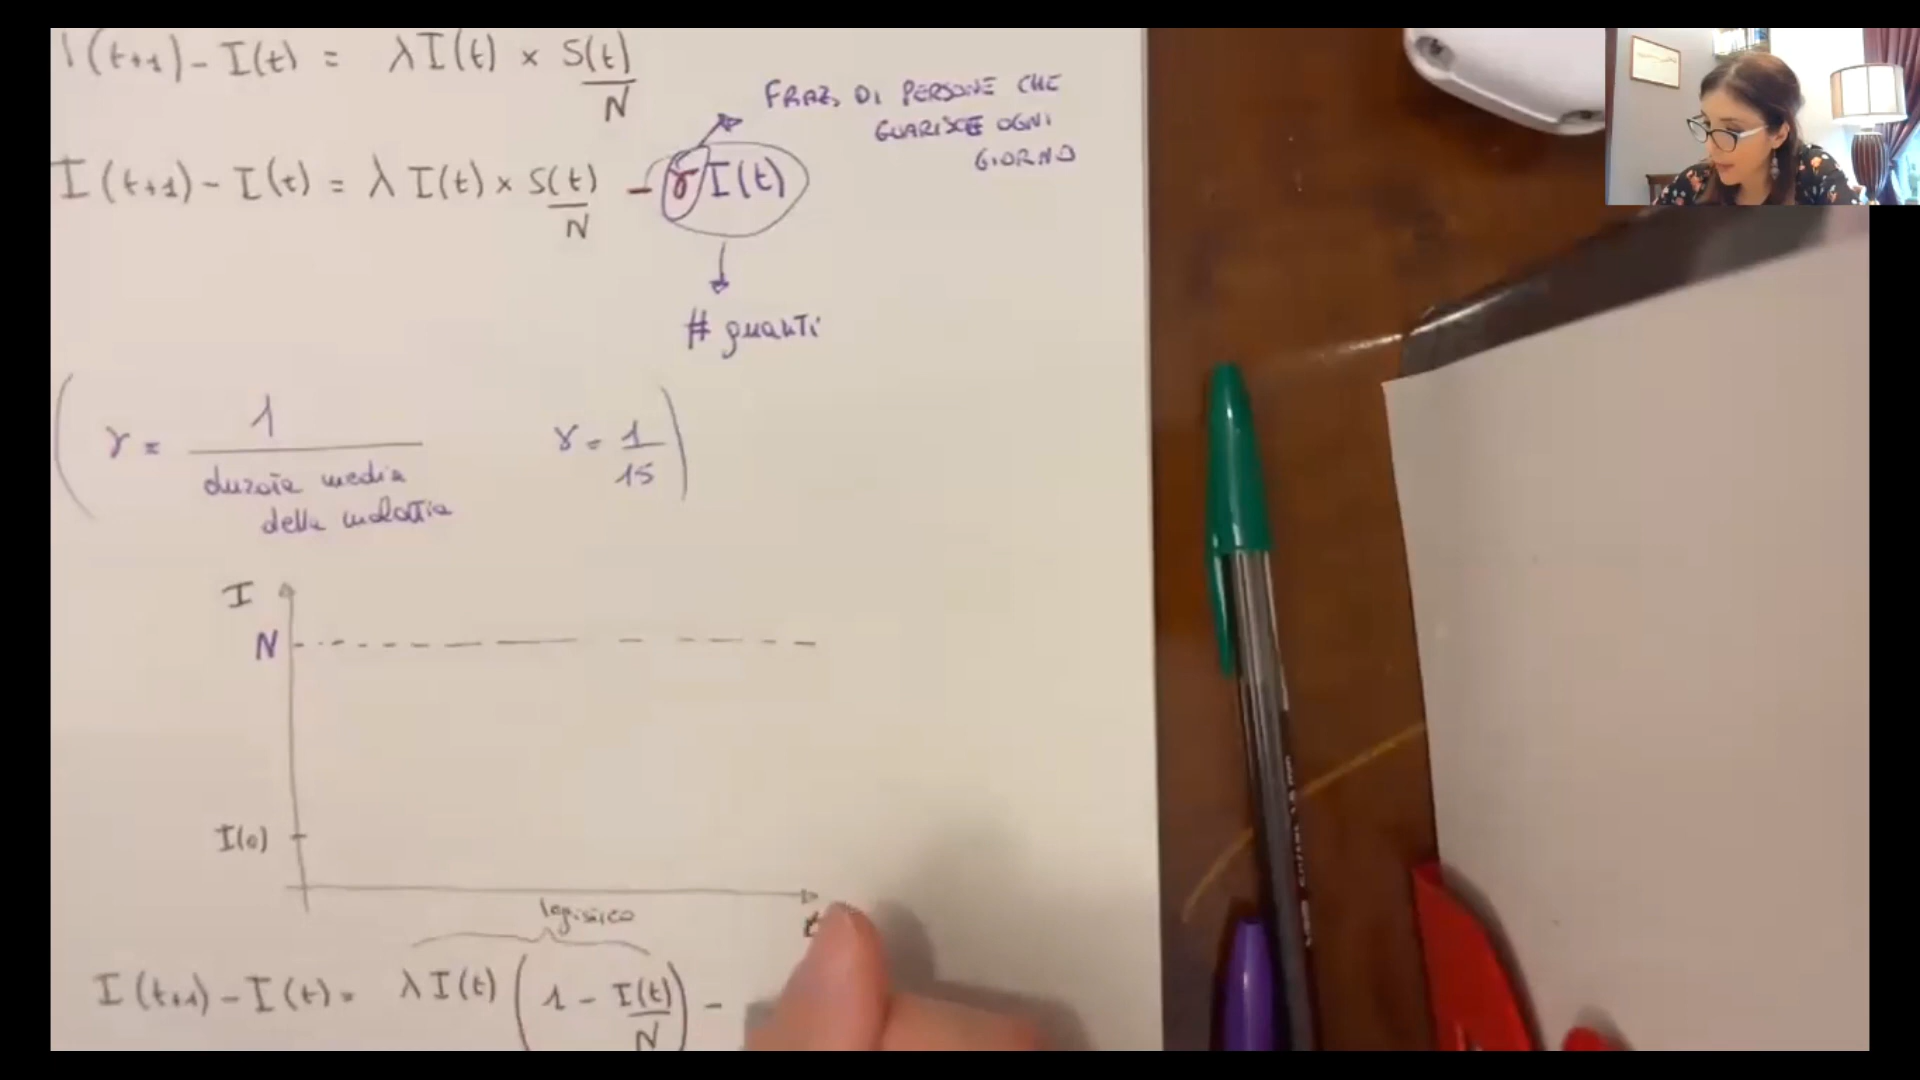 I(t+1) - I(t) = λ I(t) × S(t)/N
FRAZ. DI PERSONE CHE
GUARISCE OGNI
GIORNO
I(t+1) - I(t) = λ I(t) × S(t)/N - γ I(t)
# guariti
γ = 1 / durata media
della malattia
γ = 1/15
I
N
I(0)
t
logistico
I(t+1) - I(t) = λ I(t) (1 - I(t)/N) -